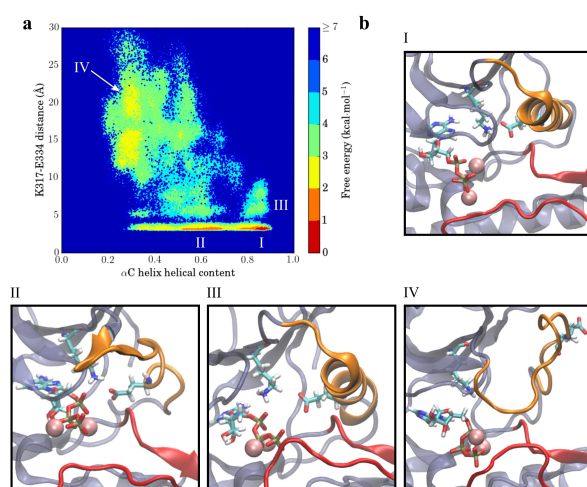 a
b
30
25
20
15
10
5
0
K317-E334 distance (Å)
0.0 0.2 0.4 0.6 0.8 1.0
αC helix helical content
IV
III
II
I
≥ 7
6
5
4
3
2
1
0
Free energy (kcal·mol⁻¹)
I
II
III
IV